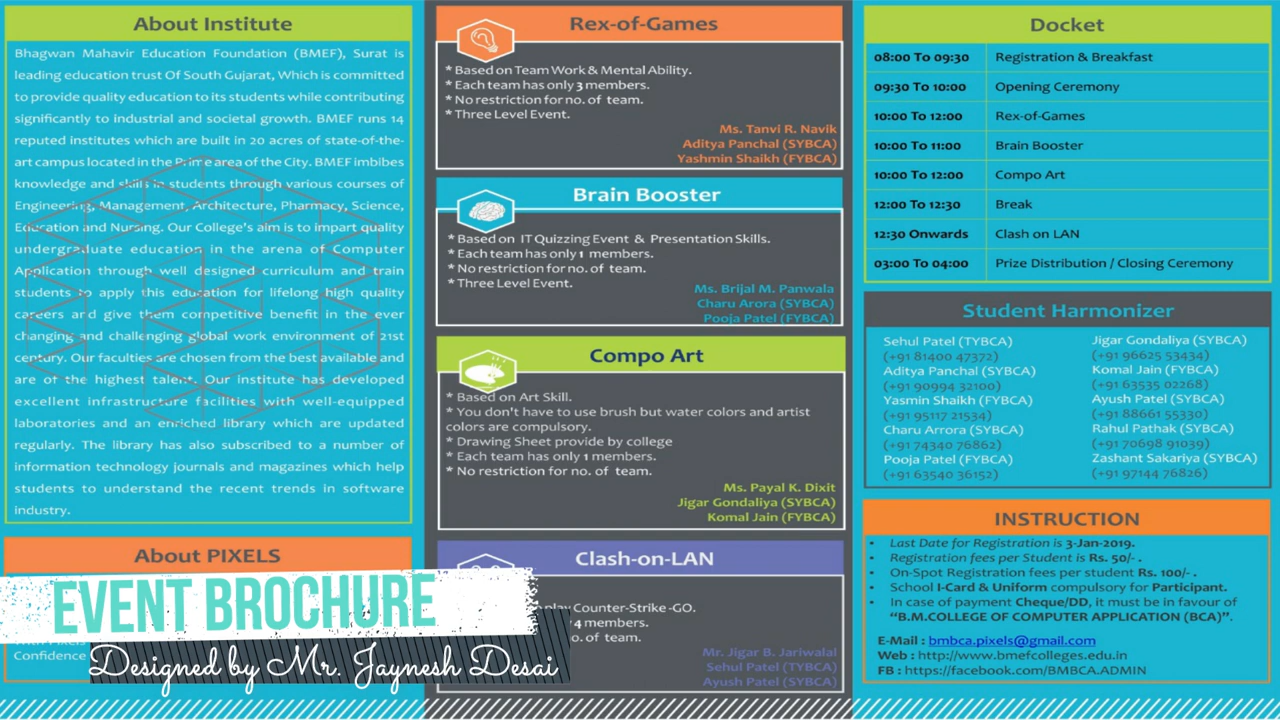 About Institute
Bhagwan Mahavir Education Foundation (BMEF), Surat is
leading education trust Of South Gujarat, Which is committed
to provide quality education to its students while contributing
significantly to industrial and societal growth. BMEF runs 14
reputed institutes which are built in 20 acres of state-of-the-
art campus located in the Prime area of the City. BMEF imbibes
knowledge and skills in students through various courses of
Engineering, Management, Architecture, Pharmacy, Science,
Education and Nursing. Our College's aim is to impart quality
undergraduate education in the arena of Computer
Application through well designed curriculum and train
students to apply this education for lifelong high quality
careers and give them competitive benefit in the ever
changing and challenging global work environment of 21st
century. Our faculties are chosen from the best available and
are of the highest talent. Our institute has developed
excellent infrastructure facilities with well-equipped
laboratories and an enriched library which are updated
regularly. The library has also subscribed to a number of
information technology journals and magazines which help
students to understand the recent trends in software
industry.
About PIXELS
With Pixels
Confidence
EVENT BROCHURE
Designed by Mr. Jaynesh Desai
Rex-of-Games
* Based on Team Work & Mental Ability.
* Each team has only 3 members.
* No restriction for no. of team.
* Three Level Event.
Ms. Tanvi R. Navik
Aditya Panchal (SYBCA)
Yashmin Shaikh (FYBCA)
Brain Booster
* Based on IT Quizzing Event & Presentation Skills.
* Each team has only 1 members.
* No restriction for no. of team.
* Three Level Event.
Ms. Brijal M. Panwala
Charu Arora (SYBCA)
Pooja Patel (FYBCA)
Compo Art
* Based on Art Skill.
* You don't have to use brush but water colors and artist
colors are compulsory.
* Drawing Sheet provide by college
* Each team has only 1 members.
* No restriction for no. of team.
Ms. Payal K. Dixit
Jigar Gondaliya (SYBCA)
Komal Jain (FYBCA)
Clash-on-LAN
play Counter-Strike -GO.
4 members.
o. of team.
Mr. Jigar B. Jariwalal
Sehul Patel (TYBCA)
Ayush Patel (SYBCA)
Docket
08:00 To 09:30 Registration & Breakfast
09:30 To 10:00 Opening Ceremony
10:00 To 12:00 Rex-of-Games
10:00 To 11:00 Brain Booster
10:00 To 12:00 Compo Art
12:00 To 12:30 Break
12:30 Onwards Clash on LAN
03:00 To 04:00 Prize Distribution / Closing Ceremony
Student Harmonizer
Sehul Patel (TYBCA)
(+91 81400 47372)
Aditya Panchal (SYBCA)
(+91 90994 32100)
Yasmin Shaikh (FYBCA)
(+91 95117 21534)
Charu Arora (SYBCA)
(+91 74340 76862)
Pooja Patel (FYBCA)
(+91 63540 36152)
Jigar Gondaliya (SYBCA)
(+91 96625 53434)
Komal Jain (FYBCA)
(+91 63535 02268)
Ayush Patel (SYBCA)
(+91 88661 55330)
Rahul Pathak (SYBCA)
(+91 70698 91039)
Zashant Sakariya (SYBCA)
(+91 97144 76826)
INSTRUCTION
• Last Date for Registration is 3-Jan-2019.
• Registration fees per Student is Rs. 50/- .
• On-Spot Registration fees per student Rs. 100/- .
• School I-Card & Uniform compulsory for Participant.
• In case of payment Cheque/DD, it must be in favour of
“B.M.COLLEGE OF COMPUTER APPLICATION (BCA)”.
E-Mail : bmbca.pixels@gmail.com
Web : http://www.bmefcolleges.edu.in
FB : https://facebook.com/BMBCA.ADMIN